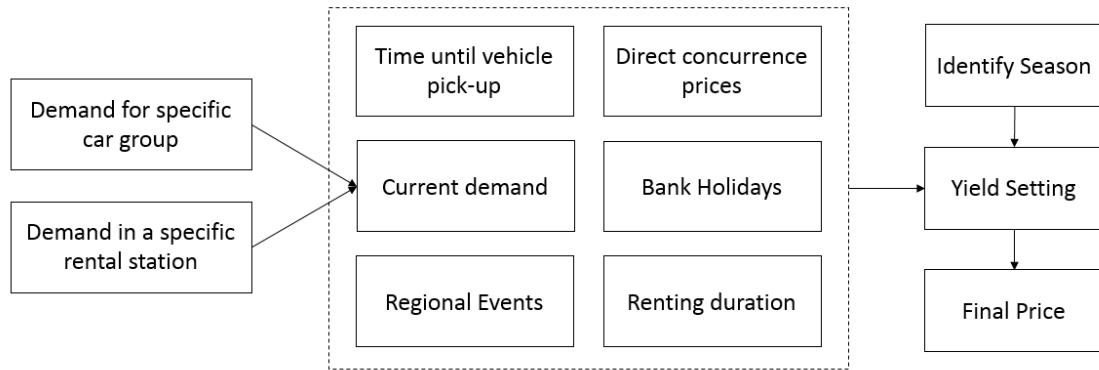 Demand for specific
car group
Demand in a specific
rental station
Time until vehicle
pick-up
Direct concurrence
prices
Current demand
Bank Holidays
Regional Events
Renting duration
Identify Season
Yield Setting
Final Price